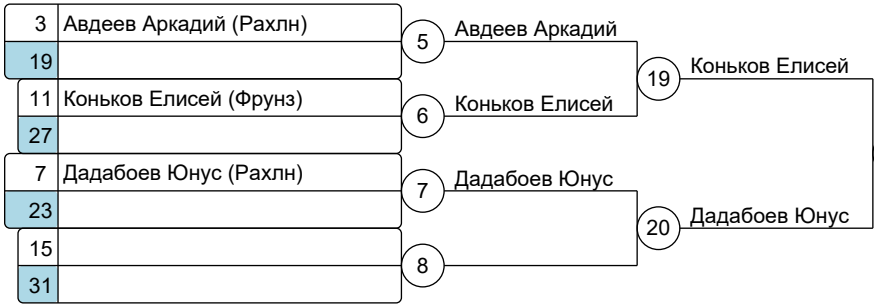 3 Авдеев Аркадий (Рахлн)
19
5 Авдеев Аркадий
11 Коньков Елисей (Фрунз)
27
6 Коньков Елисей
19 Коньков Елисей
7 Дадабоев Юнус (Рахлн)
23
7 Дадабоев Юнус
15
31
8
20 Дадабоев Юнус